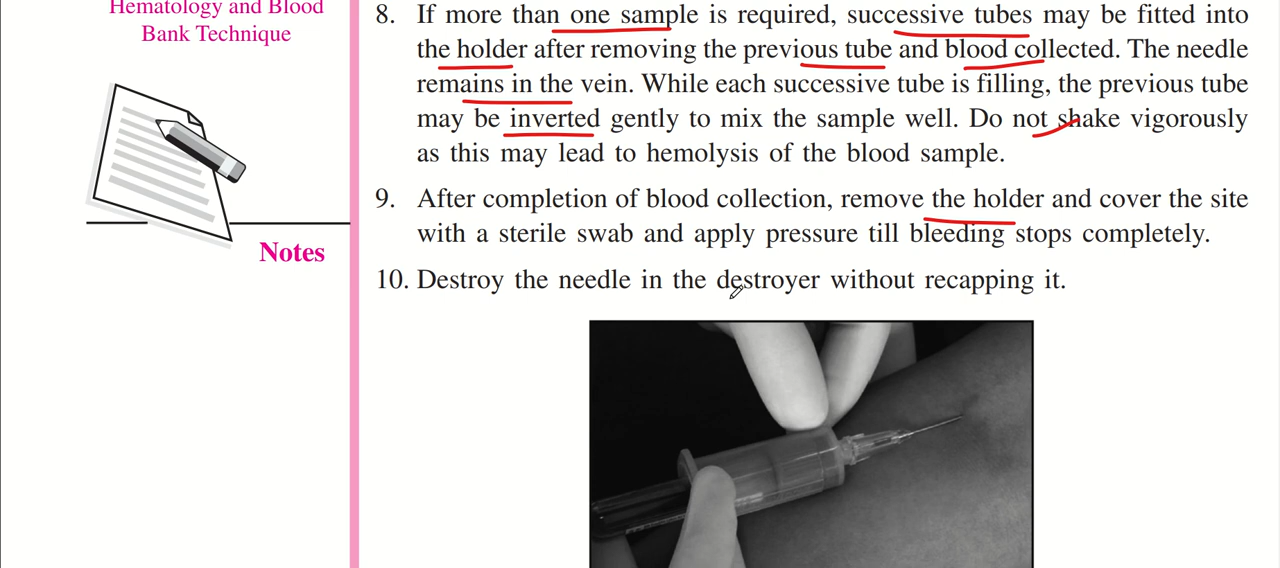 Hematology and Blood
Bank Technique
Notes
8. If more than one sample is required, successive tubes may be fitted into
the holder after removing the previous tube and blood collected. The needle
remains in the vein. While each successive tube is filling, the previous tube
may be inverted gently to mix the sample well. Do not shake vigorously
as this may lead to hemolysis of the blood sample.
9. After completion of blood collection, remove the holder and cover the site
with a sterile swab and apply pressure till bleeding stops completely.
10. Destroy the needle in the destroyer without recapping it.